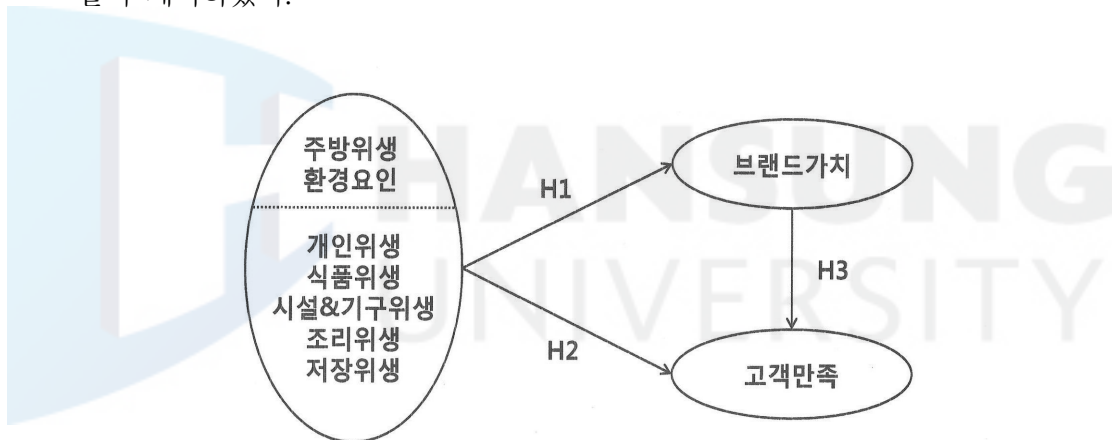 주방위생
환경요인
개인위생
식품위생
시설&기구위생
조리위생
저장위생
H1
H2
브랜드가치
H3
고객만족
HANSUNG
UNIVERSITY